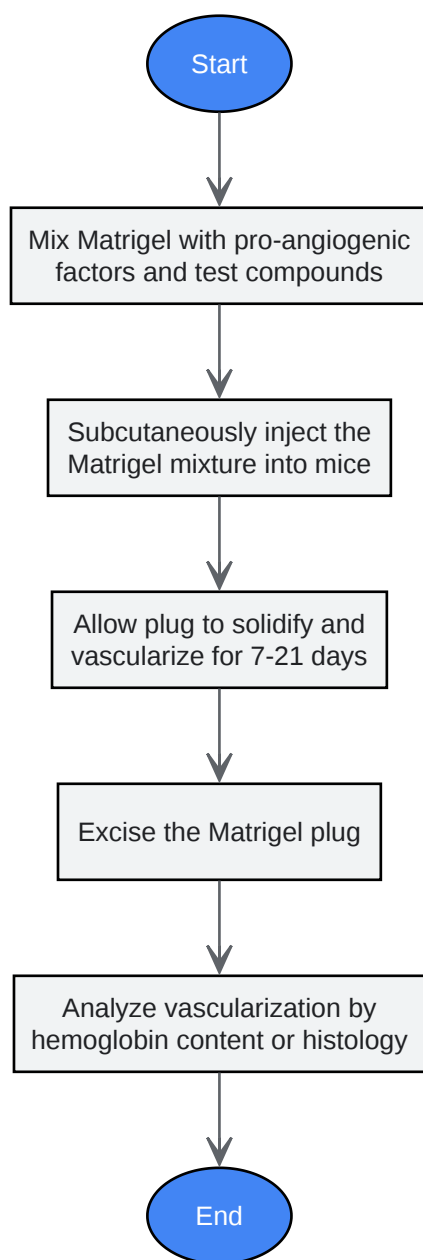 Start
Mix Matrigel with pro-angiogenic
factors and test compounds
Subcutaneously inject the
Matrigel mixture into mice
Allow plug to solidify and
vascularize for 7-21 days
Excise the Matrigel plug
Analyze vascularization by
hemoglobin content or histology
End